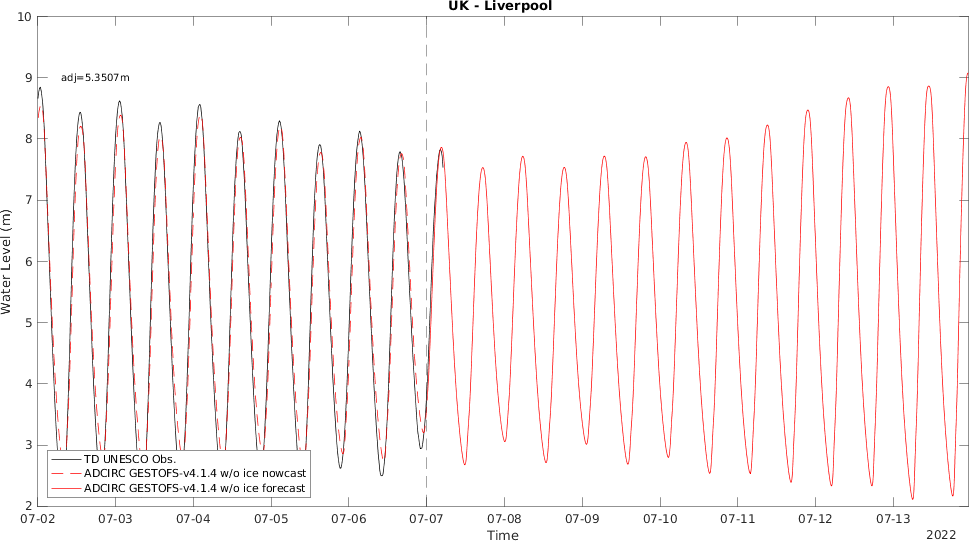 UK - Liverpool
10
9
8
7
6
5
4
3
2
Water Level (m)
adj=5.3507m
TD UNESCO Obs.
ADCIRC GESTOFS-v4.1.4 w/o ice nowcast
ADCIRC GESTOFS-v4.1.4 w/o ice forecast
07-02 07-03 07-04 07-05 07-06 07-07 07-08 07-09 07-10 07-11 07-12 07-13
Time
2022